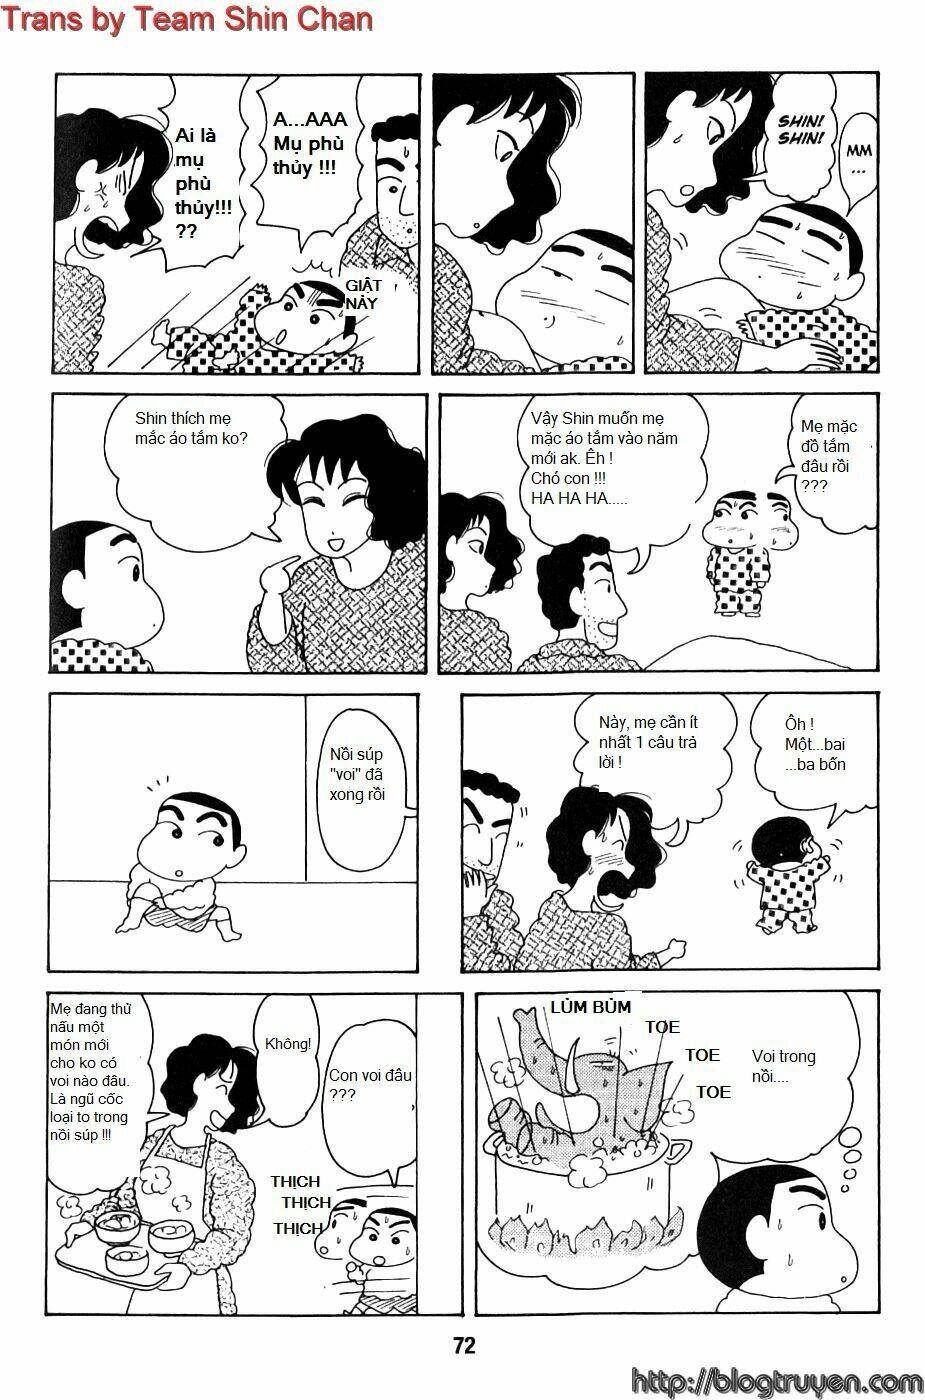 Trans by Team Shin Chan
SHIN!
SHIN!
MM
...
A...AAA
Mụ phù
thủy !!!
GIẬT
NẢY
Ai là
mụ
phù
thủy!!!
??
Mẹ mặc
đồ tắm
đâu rồi
???
Vậy Shin muốn mẹ
mặc áo tắm vào năm
mới ak. Êh !
Chó con !!!
HA HA HA.....
Shin thích mẹ
mắc áo tắm ko?
Ôh !
Một...bai
...ba bốn
Này, mẹ cần ít
nhất 1 câu trả
lời !
Nồi súp
"voi" đã
xong rồi
Voi trong
nồi....
LÙM BÙM
TOE
TOE
TOE
Con voi đâu
???
THỊCH
THỊCH
THỊCH
Không!
Mẹ đang thử
nấu một
món mới
cho ko có
voi nào đâu.
Là ngũ cốc
loại to trong
nồi súp !!!
72
http://blogtruyen.com